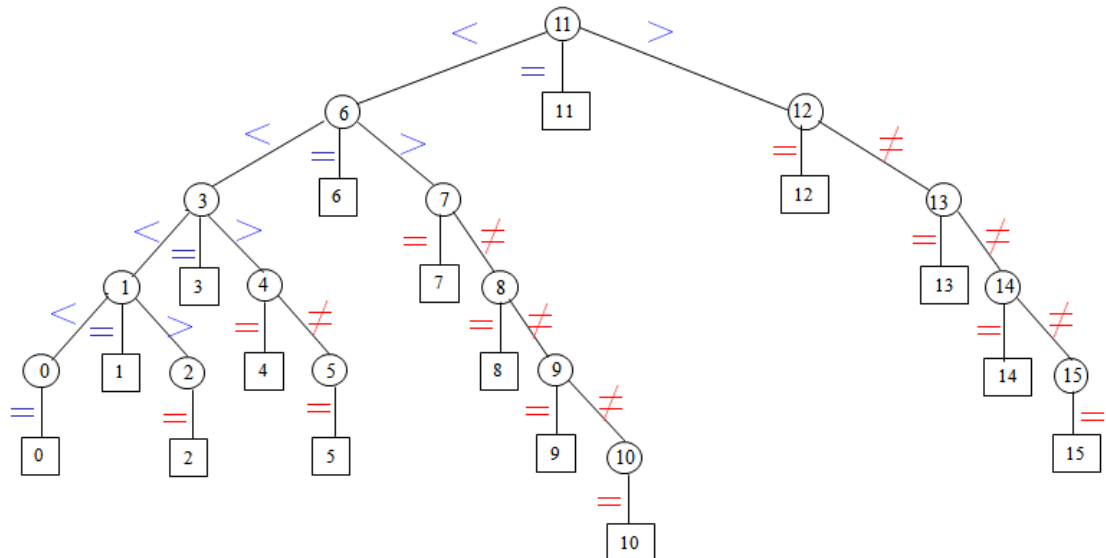 < 11 >
= 11
6 12
< = > = ≠
6 12
3 7 13
< = > = ≠ = ≠
3 7 13
1 4 8 14
< = > = ≠ = ≠ = ≠
1 4 8 14
0 2 5 9 15
= = = = ≠ =
0 2 5 9 15
10
=
10